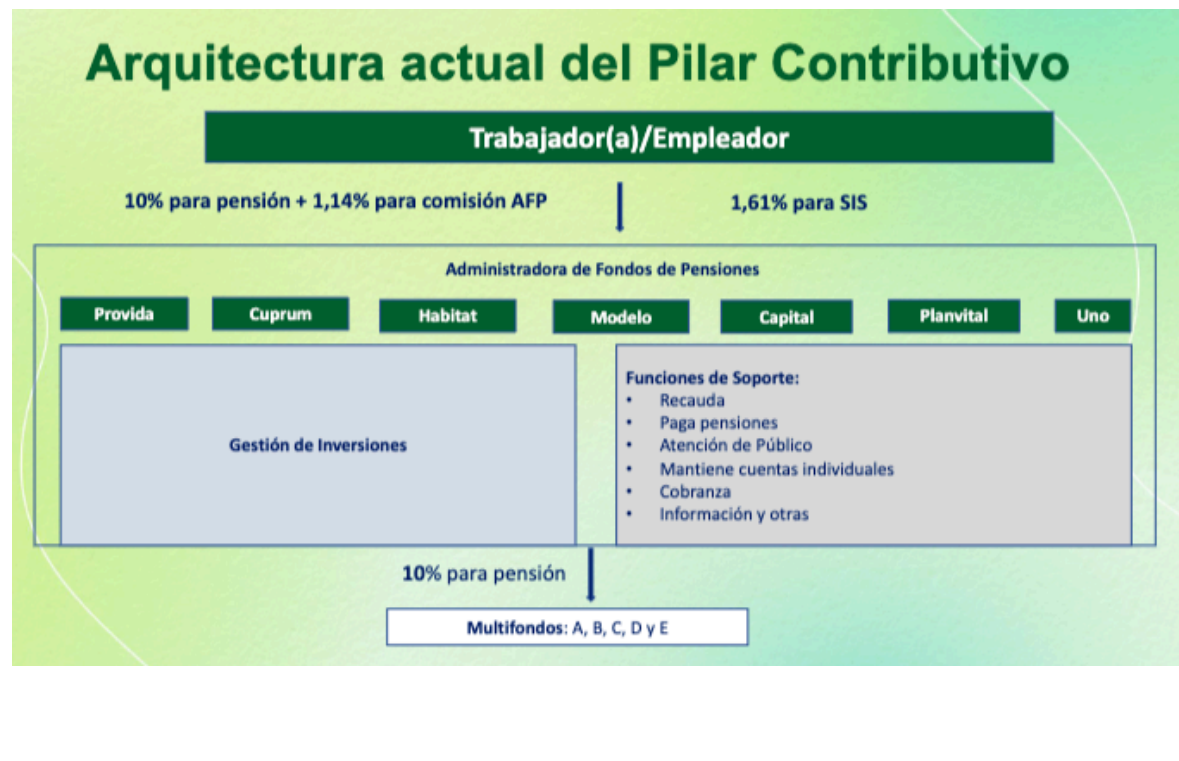 Arquitectura actual del Pilar Contributivo
Trabajador(a)/Empleador
10% para pensión + 1,14% para comisión AFP
1,61% para SIS
Administradora de Fondos de Pensiones
Provida
Cuprum
Habitat
Modelo
Capital
Planvital
Uno
Gestión de Inversiones
Funciones de Soporte:
• Recauda
• Paga pensiones
• Atención de Público
• Mantiene cuentas individuales
• Cobranza
• Información y otras
10% para pensión
Multifondos: A, B, C, D y E